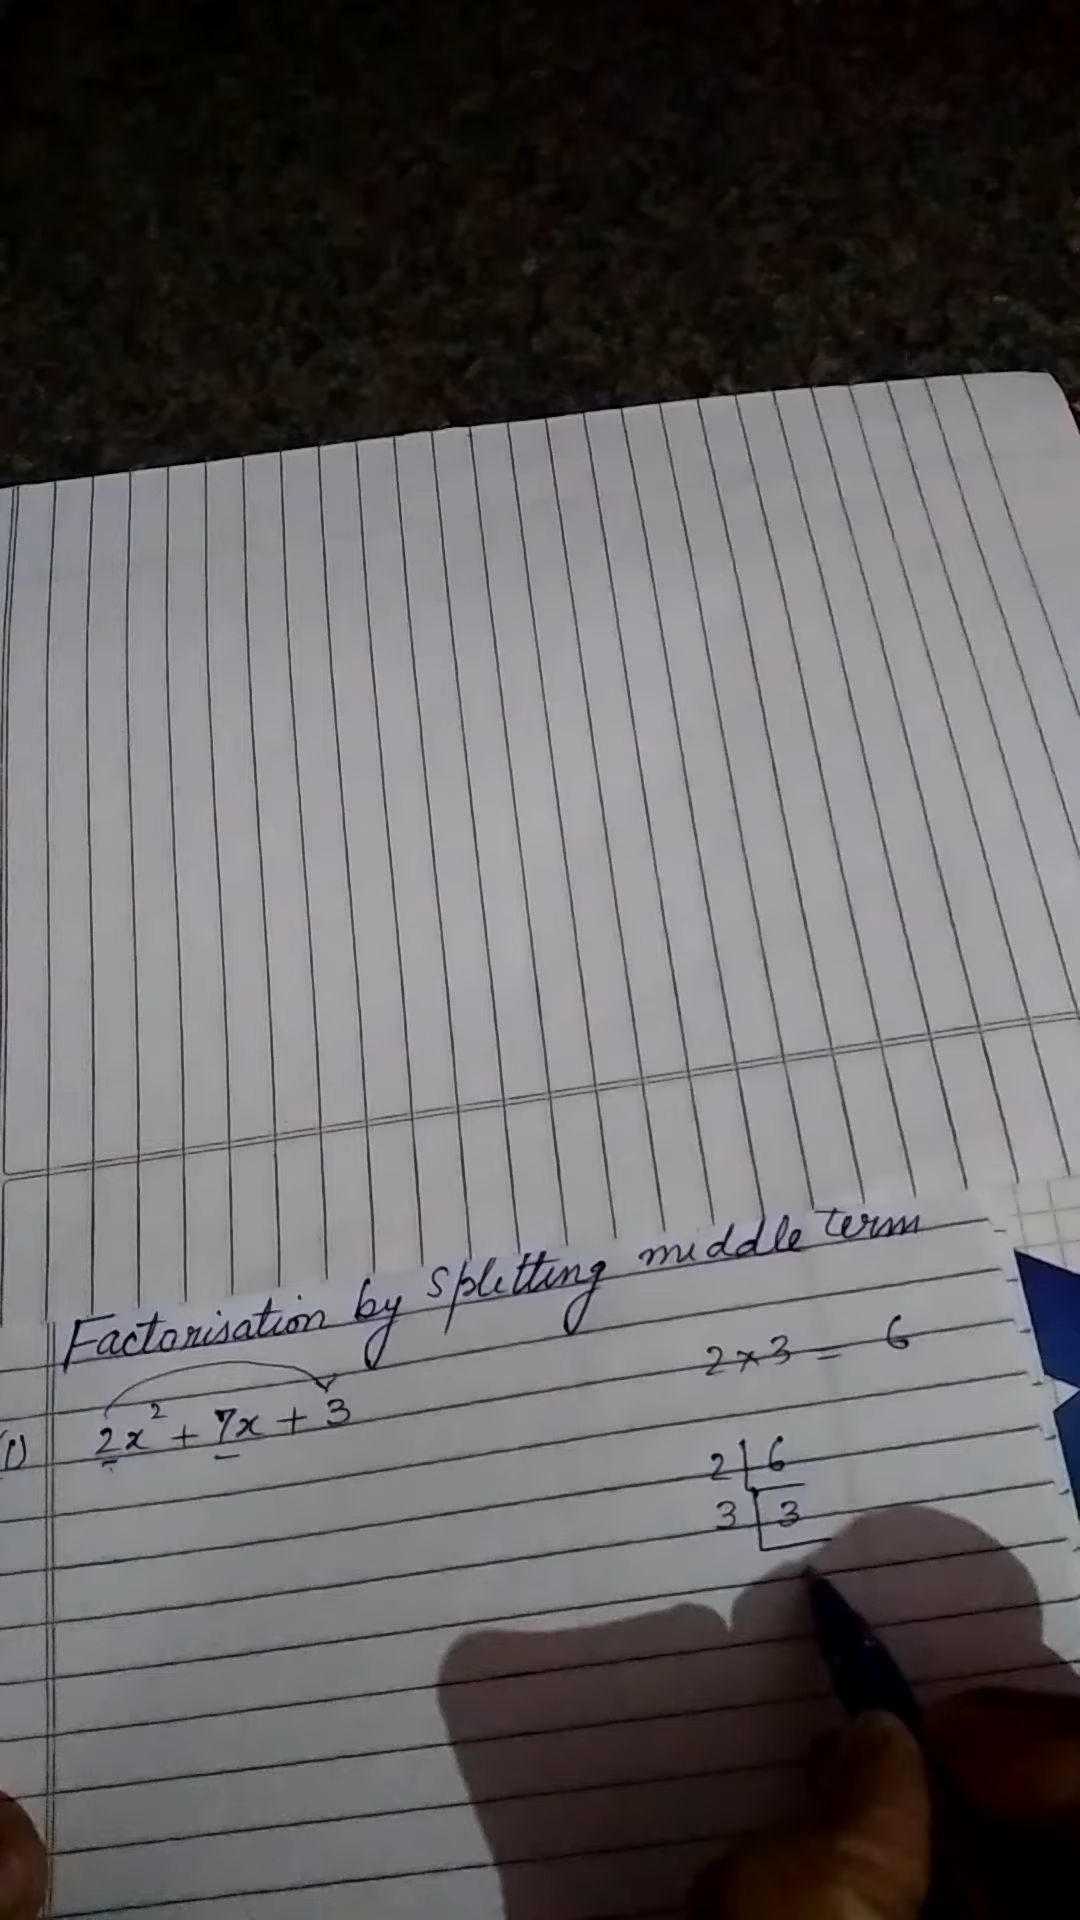 Factorisation by splitting middle term
2 × 3 = 6
(1) 2x² + 7x + 3
2 | 6
3 | 3